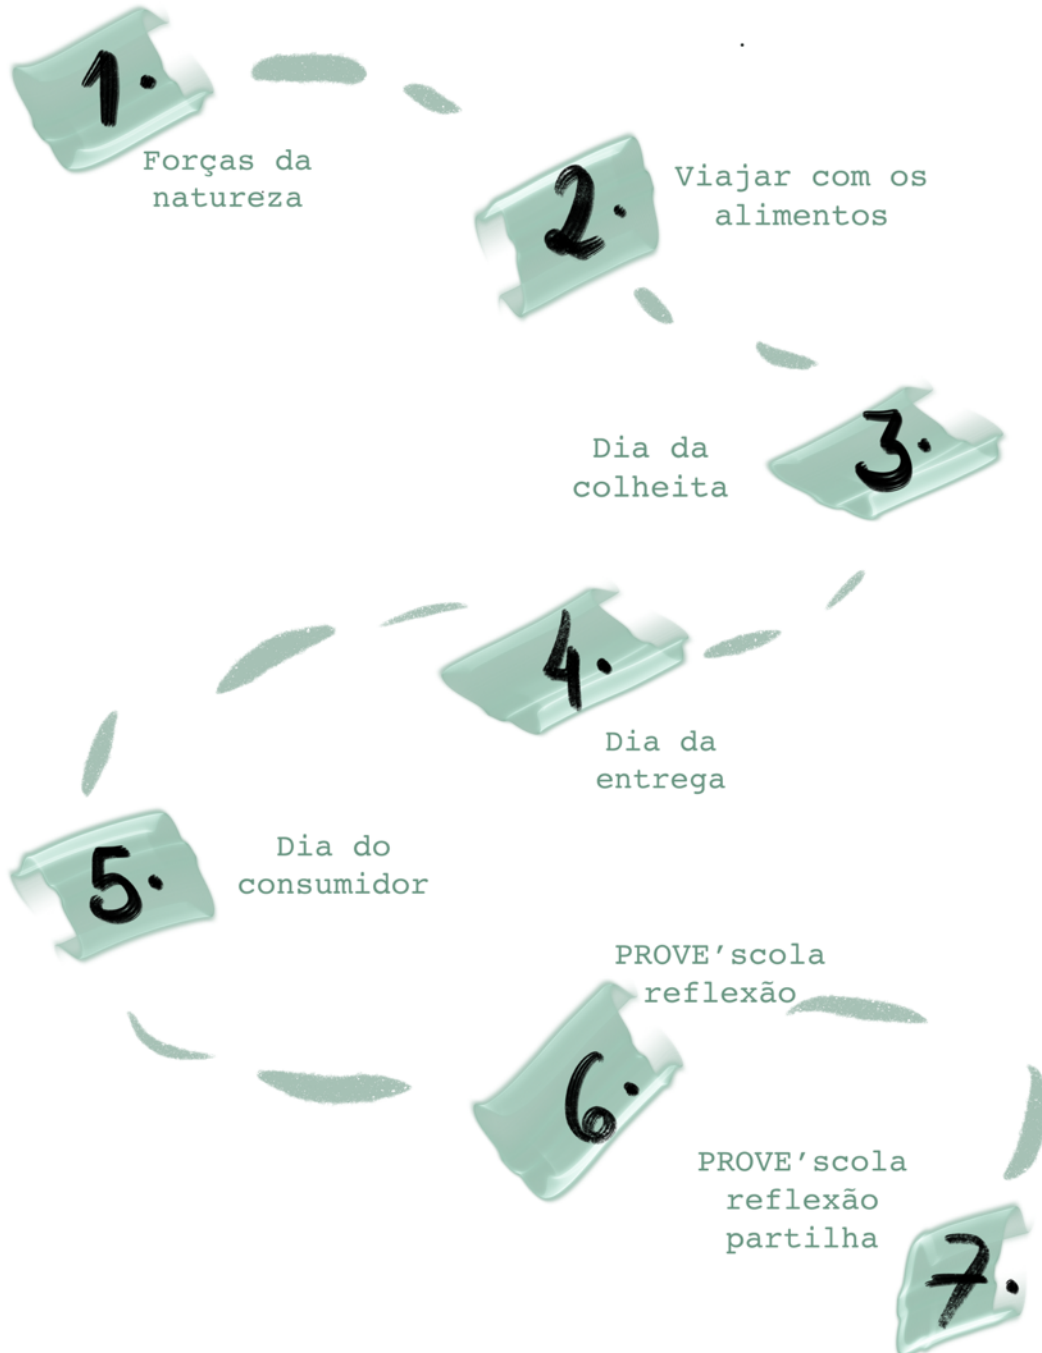 1.
Forças da
natureza
2.
Viajar com os
alimentos
3.
Dia da
colheita
4.
Dia da
entrega
5.
Dia do
consumidor
PROVE’scola
reflexão
6.
PROVE’scola
reflexão
partilha
7.